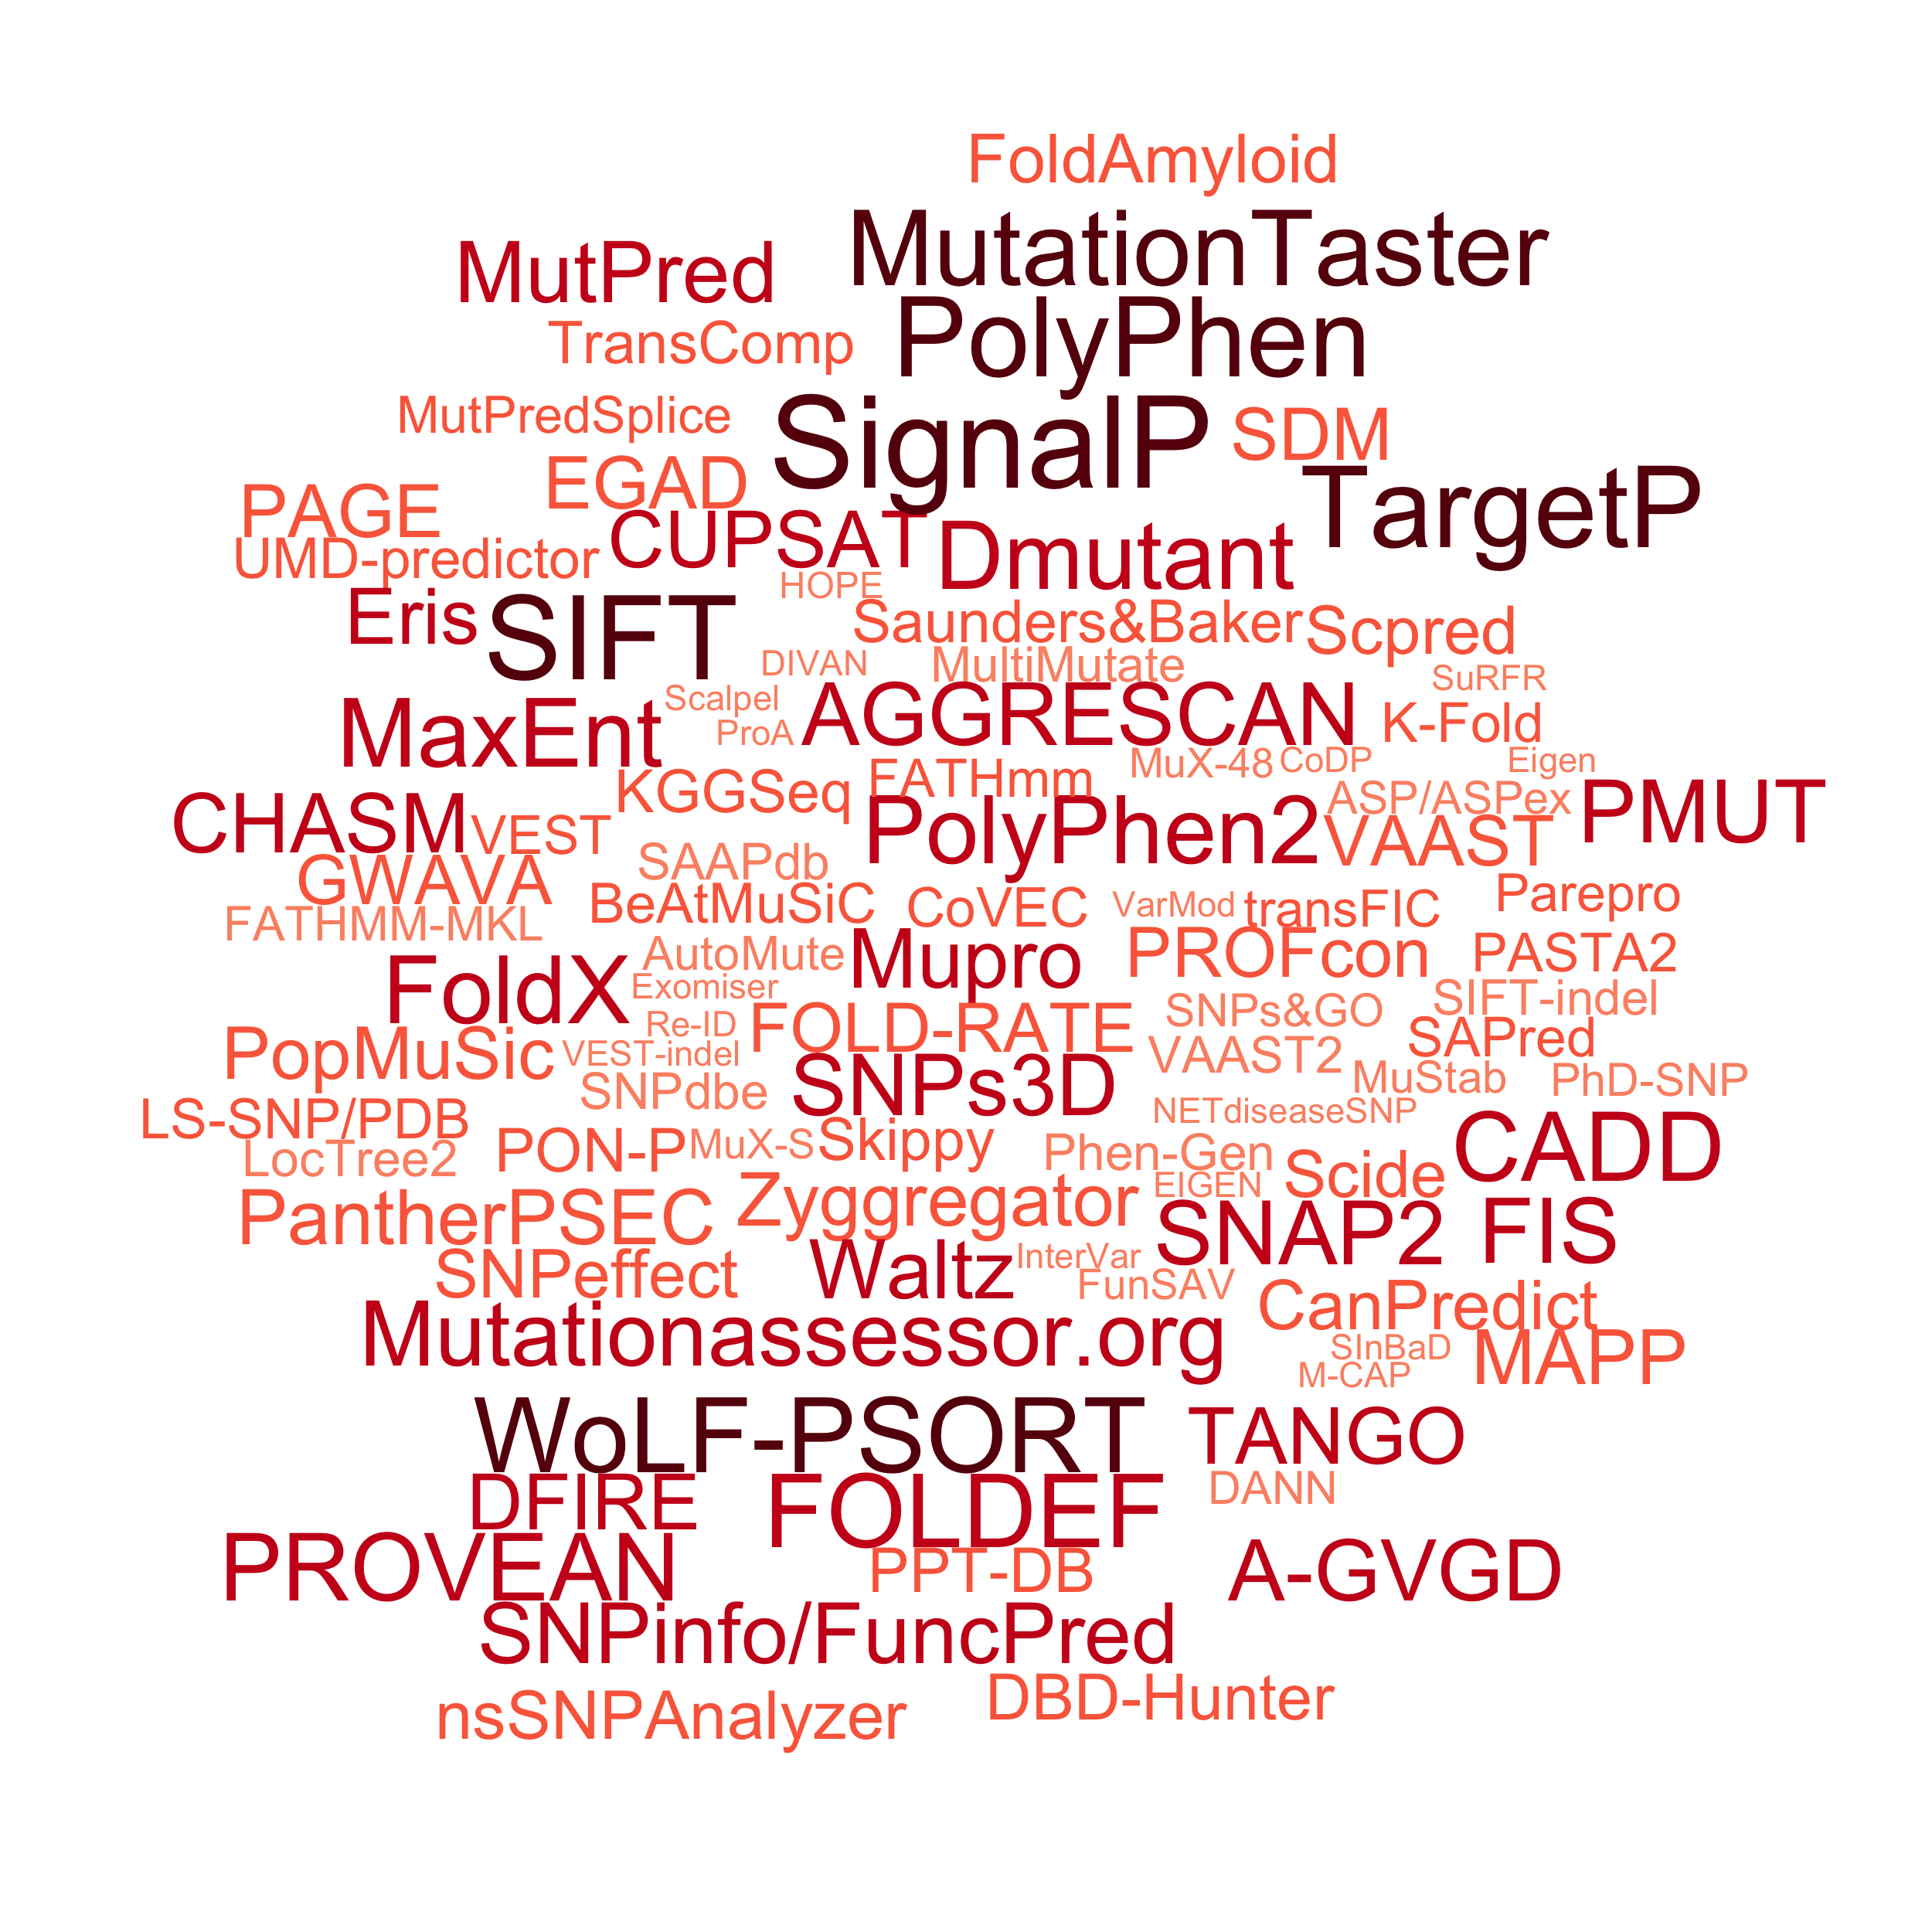 FoldAmyloid
MutationTaster
MutPred
PolyPhen
TransComp
MutPredSplice
SignalP
SDM
EGAD
TargetP
PAGE
CUPSAT
Dmutant
UMD-predictor
HOPE
Eris
SIFT
Saunders&Baker
Scpred
DIVAN
MultiMutate
SuRFR
Scalpel
AGGRESCAN
K-Fold
MaxEnt
ProA
MuX-48
CoDP
Eigen
KGGSeq
FATHmm
ASP/ASPex
PMUT
CHASM
VEST
PolyPhen2
VAAST
SAAPdb
GWAVA
BeAtMuSiC
CoVEC
VarMod
transFIC
Parepro
FATHMM-MKL
AutoMute
Mupro
PROFcon
PASTA2
FoldX
Exomiser
SNPs&GO
SIFT-indel
Re-ID
FOLD-RATE
SAPred
PopMuSic
VEST-indel
VAAST2
SNPdbe
SNPs3D
MuStab
PhD-SNP
LS-SNP/PDB
NETdiseaseSNP
LocTree2
PON-P
MuX-S
Skippy
Phen-Gen
CADD
EIGEN
Scide
PantherPSEC
Zyggregator
SNAP2
FIS
SNPeffect
Waltz
InterVar
FunSAV
CanPredict
Mutationassessor.org
SInBaD
M-CAP
MAPP
WoLF-PSORT
TANGO
DFIRE
FOLDEF
DANN
PROVEAN
PPT-DB
A-GVGD
SNPinfo/FuncPred
nsSNPAnalyzer
DBD-Hunter